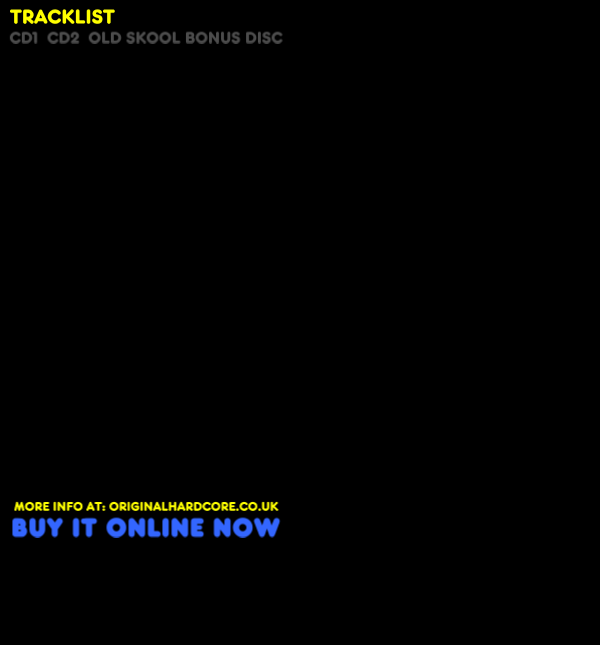 TRACKLIST
CD1 CD2 OLD SKOOL BONUS DISC
MORE INFO AT: ORIGINALHARDCORE.CO.UK
BUY IT ONLINE NOW